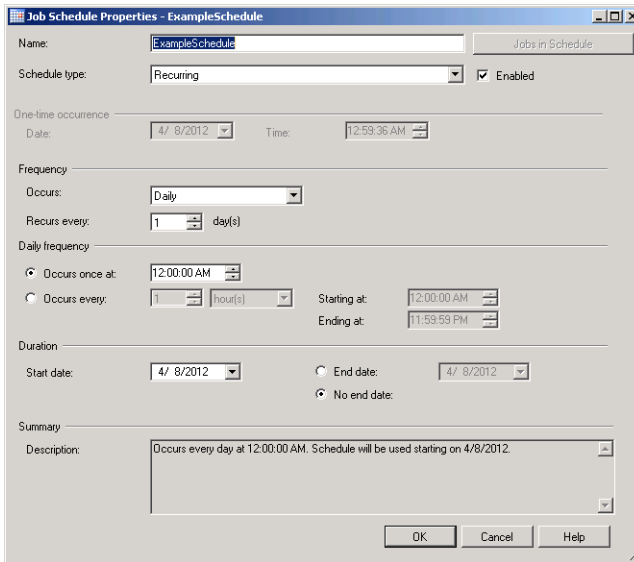 Job Schedule Properties - ExampleSchedule
Name: ExampleSchedule Jobs in Schedule
Schedule type: Recurring Enabled
One-time occurrence
Date: 4/ 8/2012 Time: 12:59:36 AM
Frequency
Occurs: Daily
Recurs every: 1 day(s)
Daily frequency
Occurs once at: 12:00:00 AM
Occurs every: 1 hour(s) Starting at: 12:00:00 AM
Ending at: 11:59:59 PM
Duration
Start date: 4/ 8/2012 End date: 4/ 8/2012
No end date:
Summary
Description: Occurs every day at 12:00:00 AM. Schedule will be used starting on 4/8/2012.
OK Cancel Help